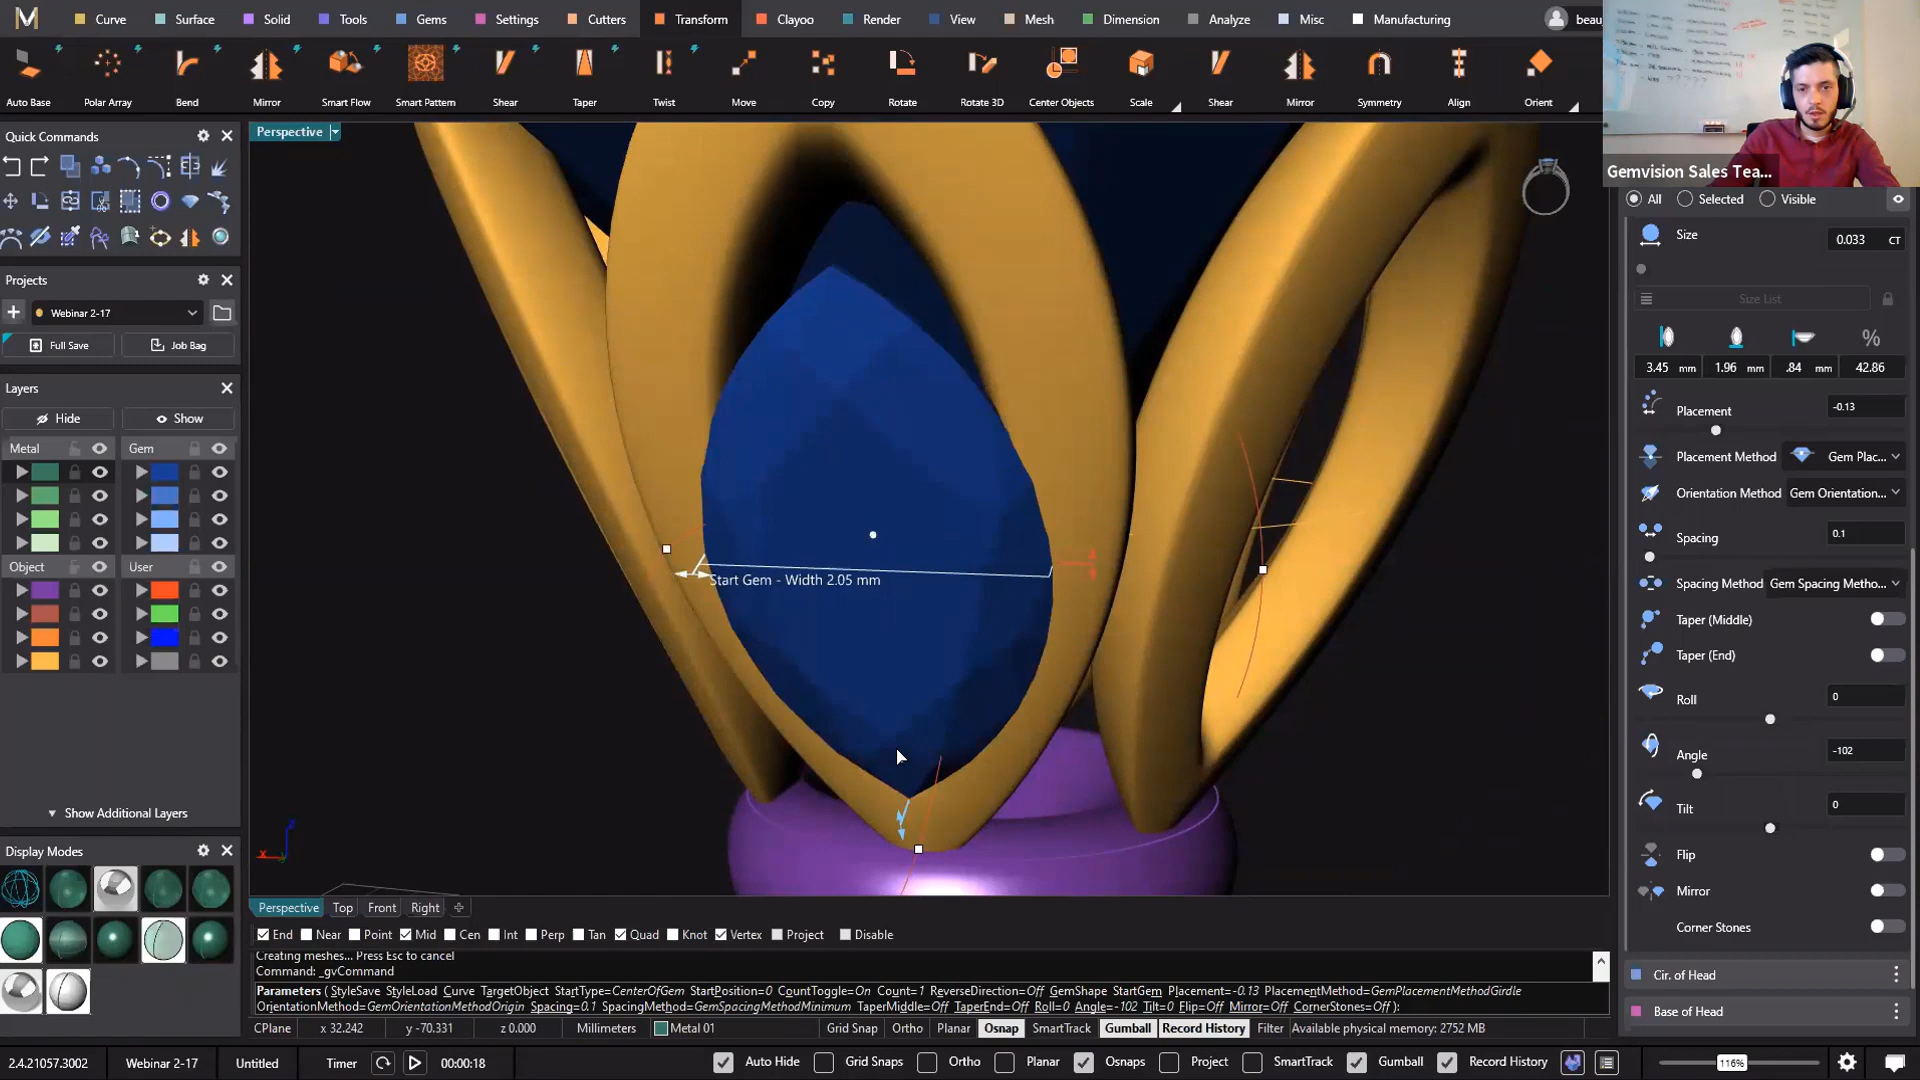 Curve Surface Solid Tools Gems Settings Cutters Transform Clayoo Render View Mesh Dimension Analyze Misc Manufacturing beau
Auto Base Polar Array Bend Mirror Smart Flow Smart Pattern Shear Taper Twist Move Copy Rotate Rotate 3D Center Objects Scale Shear Mirror Symmetry Align Orient
Gemvision Sales Tea...
Quick Commands
Perspective
All Selected Visible
Size 0.033 CT
Size List
%
3.45 mm 1.96 mm .84 mm 42.86
Placement -0.13
Placement Method Gem Plac...
Orientation Method Gem Orientation...
Spacing 0.1
Spacing Method Gem Spacing Metho...
Taper (Middle)
Taper (End)
Roll 0
Angle -102
Tilt 0
Flip
Mirror
Corner Stones
Cir. of Head
Base of Head
Projects
Webinar 2-17
Full Save Job Bag
Layers
Hide Show
Metal Gem
Object User
Show Additional Layers
Display Modes
Start Gem - Width 2.05 mm
z
x
Perspective Top Front Right
End Near Point Mid Cen Int Perp Tan Quad Knot Vertex Project Disable
Creating meshes... Press Esc to cancel
Command: _gvCommand
Parameters ( StyleSave StyleLoad Curve TargetObject StartType=CenterOfGem StartPosition=0 CountToggle=On Count=1 ReverseDirection=Off GemShape StartGem Placement=-0.13 PlacementMethod=GemPlacementMethodGirdle
OrientationMethod=GemOrientationMethodOrigin Spacing=0.1 SpacingMethod=GemSpacingMethodMinimum TaperMiddle=Off TaperEnd=Off Roll=0 Angle=-102 Tilt=0 Flip=Off Mirror=Off CornerStones=Off ):
CPlane x 32.242 y -70.331 z 0.000 Millimeters Metal 01 Grid Snap Ortho Planar Osnap SmartTrack Gumball Record History Filter Available physical memory: 2752 MB
2.4.21057.3002 Webinar 2-17 Untitled Timer 00:00:18 Auto Hide Grid Snaps Ortho Planar Osnaps Project SmartTrack Gumball Record History 116%